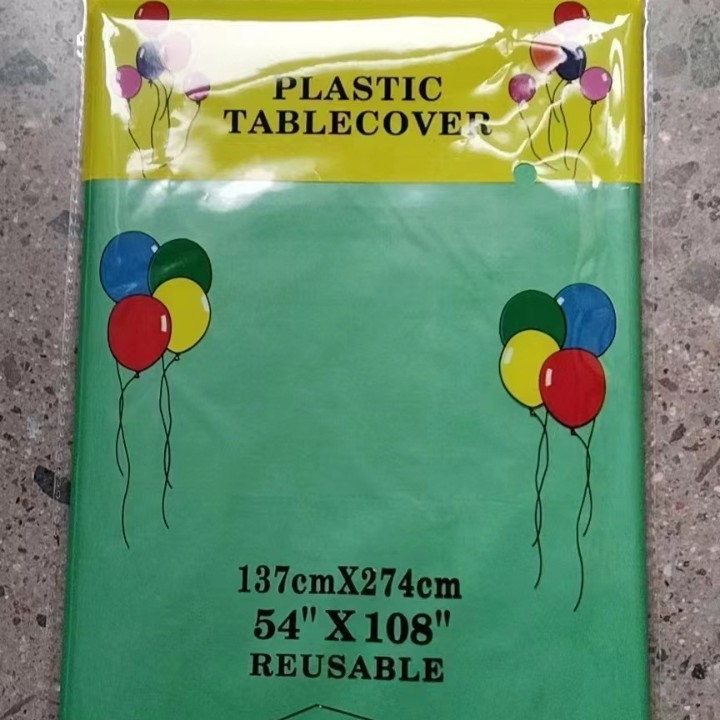 PLASTIC
TABLECOVER
137cmX274cm
54" X 108"
REUSABLE